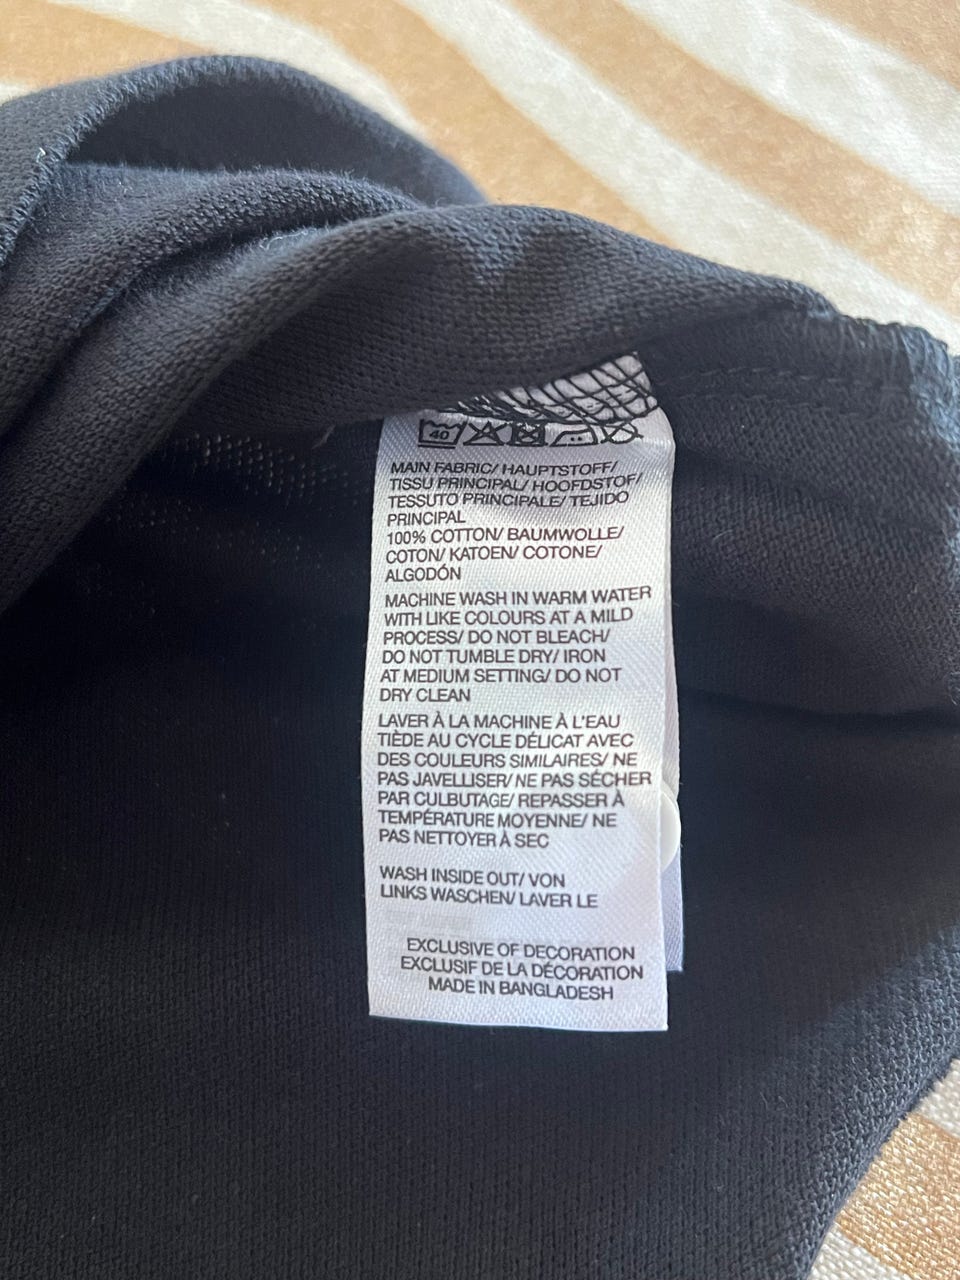 40
MAIN FABRIC/ HAUPTSTOFF/
TISSU PRINCIPAL/ HOOFDSTOF/
TESSUTO PRINCIPALE/ TEJIDO
PRINCIPAL
100% COTTON/ BAUMWOLLE/
COTON/ KATOEN/ COTONE/
ALGODÓN
MACHINE WASH IN WARM WATER
WITH LIKE COLOURS AT A MILD
PROCESS/ DO NOT BLEACH/
DO NOT TUMBLE DRY/ IRON
AT MEDIUM SETTING/ DO NOT
DRY CLEAN
LAVER À LA MACHINE À L'EAU
TIÈDE AU CYCLE DÉLICAT AVEC
DES COULEURS SIMILAIRES/ NE
PAS JAVELLISER/ NE PAS SÉCHER
PAR CULBUTAGE/ REPASSER À
TEMPÉRATURE MOYENNE/ NE
PAS NETTOYER À SEC
WASH INSIDE OUT/ VON
LINKS WASCHEN/ LAVER LE
EXCLUSIVE OF DECORATION
EXCLUSIF DE LA DÉCORATION
MADE IN BANGLADESH